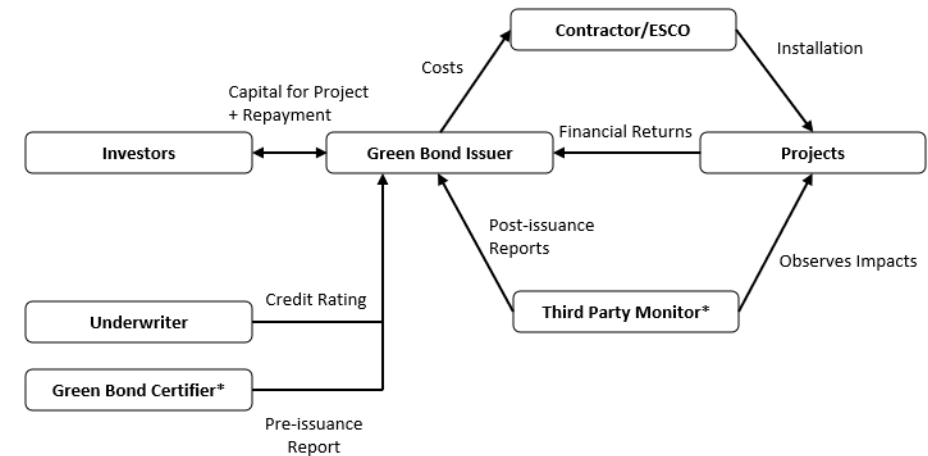 Contractor/ESCO
Installation
Costs
Capital for Project
+ Repayment
Financial Returns
Investors
Green Bond Issuer
Projects
Post-issuance
Reports
Observes Impacts
Credit Rating
Third Party Monitor*
Underwriter
Green Bond Certifier*
Pre-issuance
Report